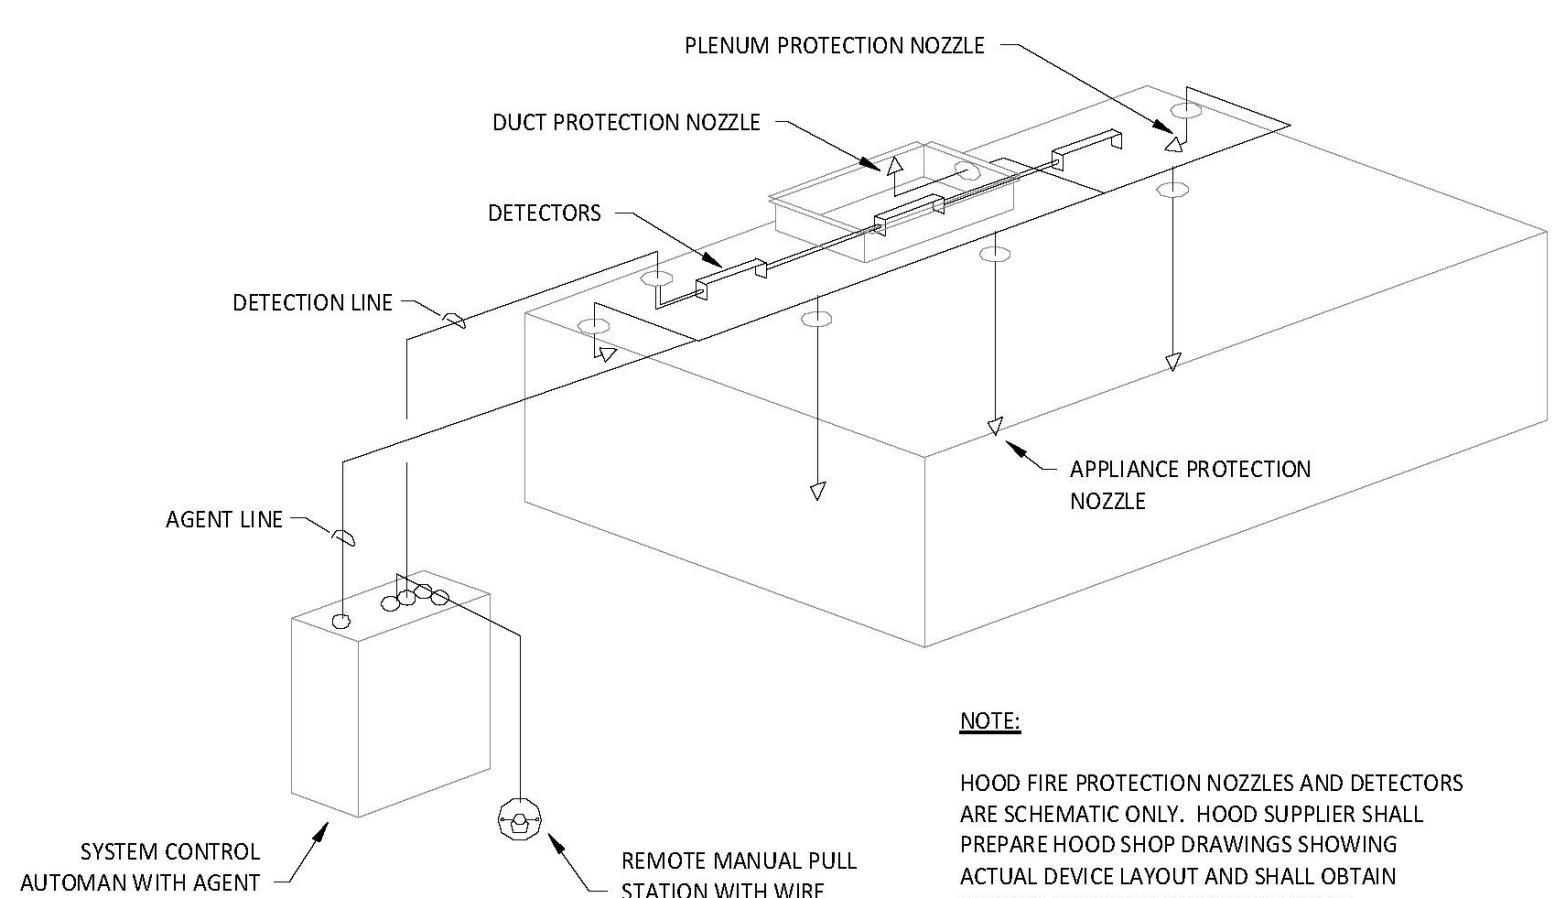 PLENUM PROTECTION NOZZLE
DUCT PROTECTION NOZZLE
DETECTORS
DETECTION LINE
APPLIANCE PROTECTION
NOZZLE
AGENT LINE
NOTE:
HOOD FIRE PROTECTION NOZZLES AND DETECTORS
ARE SCHEMATIC ONLY.  HOOD SUPPLIER SHALL
PREPARE HOOD SHOP DRAWINGS SHOWING
ACTUAL DEVICE LAYOUT AND SHALL OBTAIN
SYSTEM CONTROL
AUTOMAN WITH AGENT
REMOTE MANUAL PULL
STATION WITH WIRE